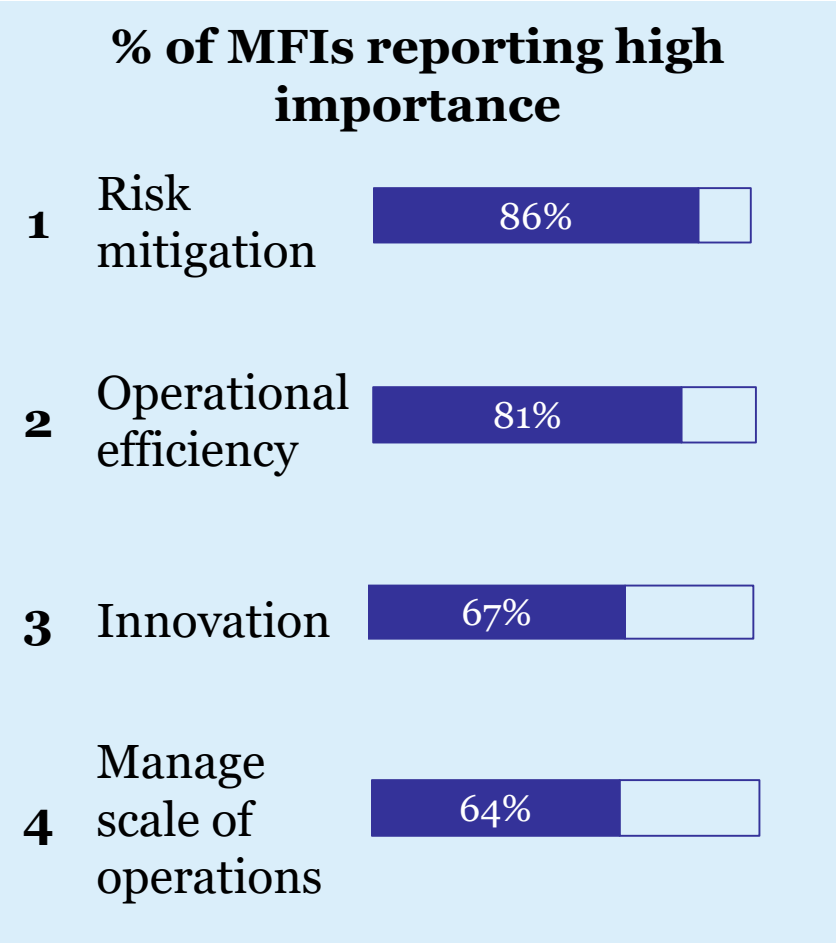 % of MFIs reporting high
importance
1
Risk
mitigation
86%
2
Operational
efficiency
81%
3
Innovation
67%
4
Manage
scale of
operations
64%